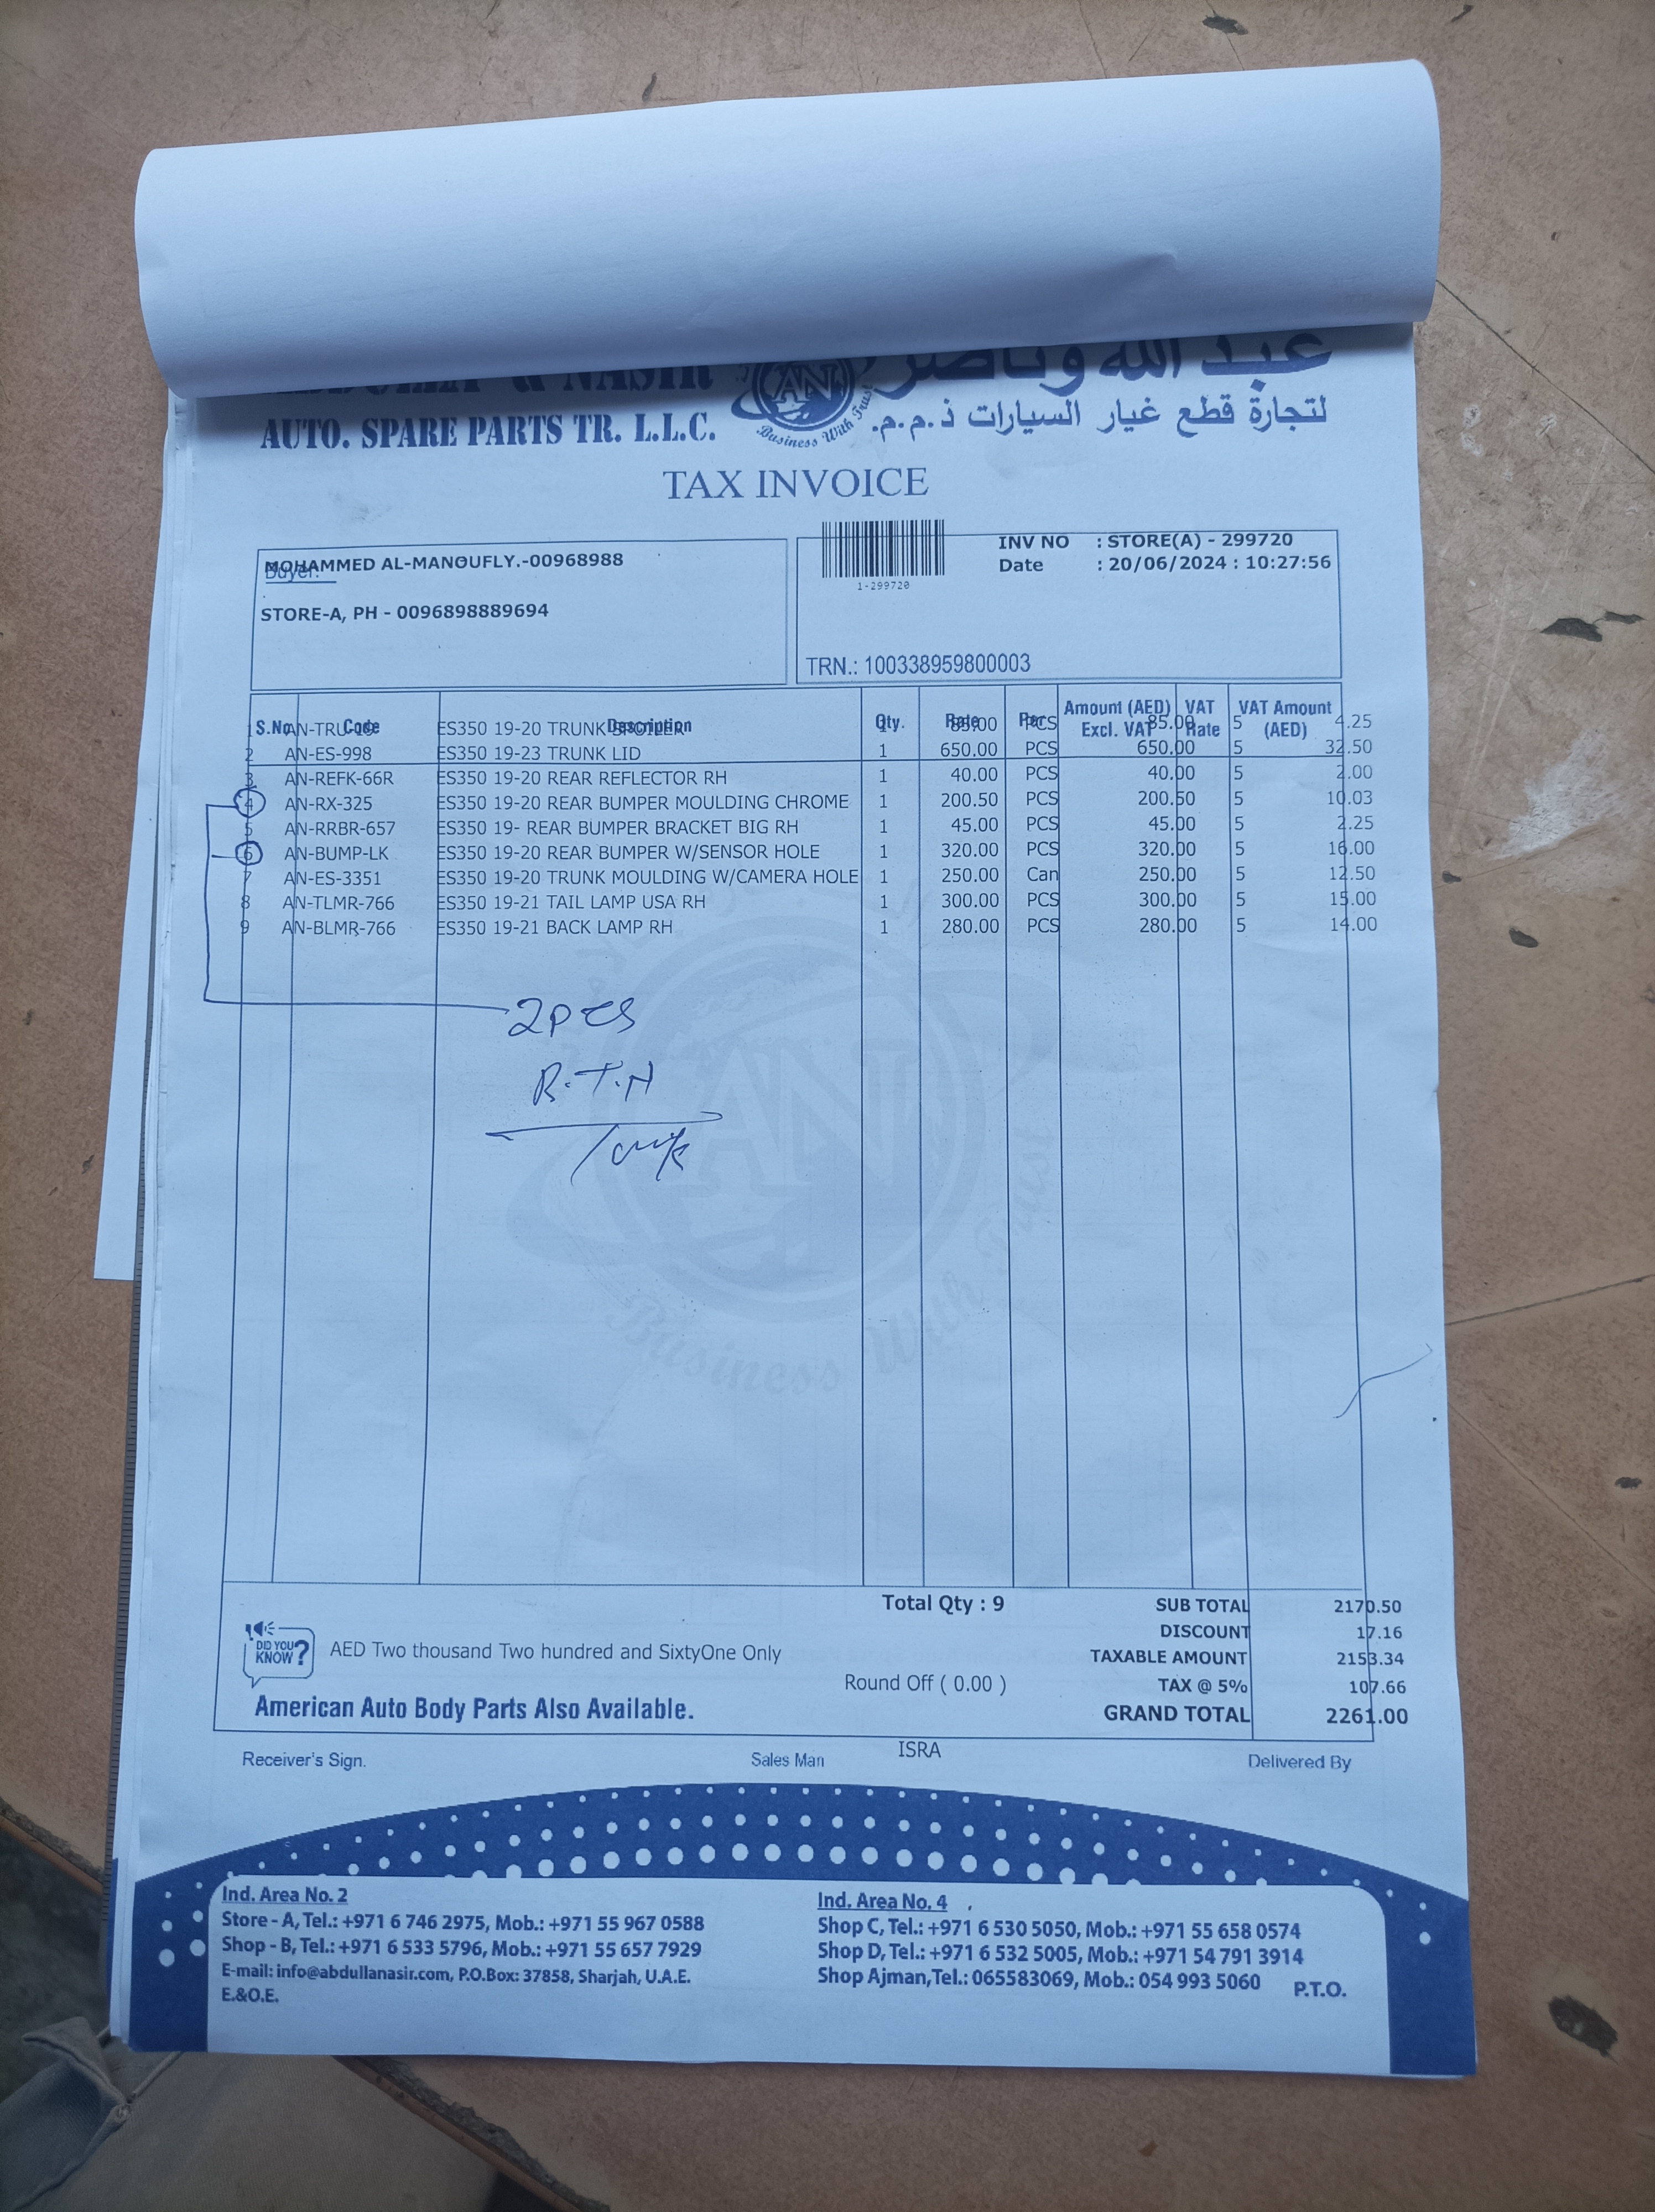 & NASIR
عبد الله وناصر
AUTO. SPARE PARTS TR. L.L.C.
AN
Business With Trust
لتجارة قطع غيار السيارات ذ.م.م.
TAX INVOICE
Buyer:
MOHAMMED AL-MANOUFLY.-00968988
STORE-A, PH - 0096898889694
1-299720
INV NO : STORE(A) - 299720
Date : 20/06/2024 : 10:27:56
TRN.: 100338959800003
S.No Code Description Qty. Rate Per Amount (AED) Excl. VAT VAT Rate VAT Amount (AED)
1 ES350 19-20 TRUNK SPOILER 1 85.00 PCS 85.00 5 4.25
2 AN-ES-998 ES350 19-23 TRUNK LID 1 650.00 PCS 650.00 5 32.50
3 AN-REFK-66R ES350 19-20 REAR REFLECTOR RH 1 40.00 PCS 40.00 5 2.00
4 AN-RX-325 ES350 19-20 REAR BUMPER MOULDING CHROME 1 200.50 PCS 200.50 5 10.03
5 AN-RRBR-657 ES350 19- REAR BUMPER BRACKET BIG RH 1 45.00 PCS 45.00 5 2.25
6 AN-BUMP-LK ES350 19-20 REAR BUMPER W/SENSOR HOLE 1 320.00 PCS 320.00 5 16.00
7 AN-ES-3351 ES350 19-20 TRUNK MOULDING W/CAMERA HOLE 1 250.00 Can 250.00 5 12.50
8 AN-TLMR-766 ES350 19-21 TAIL LAMP USA RH 1 300.00 PCS 300.00 5 15.00
9 AN-BLMR-766 ES350 19-21 BACK LAMP RH 1 280.00 PCS 280.00 5 14.00
2pcs
R.T.N
AN
Business With Trust
Total Qty : 9
SUB TOTAL 2170.50
DISCOUNT 17.16
TAXABLE AMOUNT 2153.34
TAX @ 5% 107.66
GRAND TOTAL 2261.00
DID YOU KNOW?
AED Two thousand Two hundred and SixtyOne Only
Round Off ( 0.00 )
American Auto Body Parts Also Available.
Receiver's Sign.
Sales Man ISRA
Delivered By
Ind. Area No. 2
Store - A, Tel.: +971 6 746 2975, Mob.: +971 55 967 0588
Shop - B, Tel.: +971 6 533 5796, Mob.: +971 55 657 7929
E-mail: info@abdullanasir.com, P.O.Box: 37858, Sharjah, U.A.E.
E.&O.E.
Ind. Area No. 4
Shop C, Tel.: +971 6 530 5050, Mob.: +971 55 658 0574
Shop D, Tel.: +971 6 532 5005, Mob.: +971 54 791 3914
Shop Ajman,Tel.: 065583069, Mob.: 054 993 5060
P.T.O.